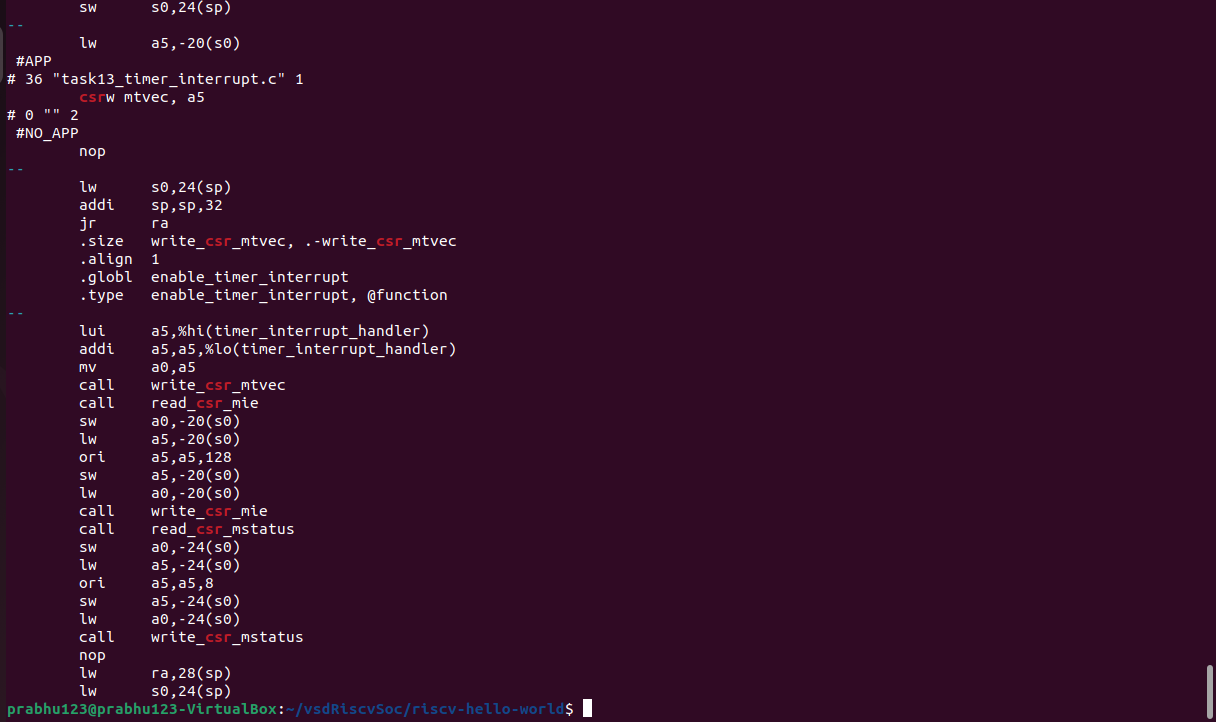 sw s0,24(sp)
--
lw a5,-20(s0)
#APP
# 36 "task13_timer_interrupt.c" 1
csrw mtvec, a5
# 0 "" 2
#NO_APP
nop
--
lw s0,24(sp)
addi sp,sp,32
jr ra
.size write_csr_mtvec, .-write_csr_mtvec
.align 1
.globl enable_timer_interrupt
.type enable_timer_interrupt, @function
--
lui a5,%hi(timer_interrupt_handler)
addi a5,a5,%lo(timer_interrupt_handler)
mv a0,a5
call write_csr_mtvec
call read_csr_mie
sw a0,-20(s0)
lw a5,-20(s0)
ori a5,a5,128
sw a5,-20(s0)
lw a0,-20(s0)
call write_csr_mie
call read_csr_mstatus
sw a0,-24(s0)
lw a5,-24(s0)
ori a5,a5,8
sw a5,-24(s0)
lw a0,-24(s0)
call write_csr_mstatus
nop
lw ra,28(sp)
lw s0,24(sp)
prabhu123@prabhu123-VirtualBox:~/vsdRiscvSoc/riscv-hello-world$